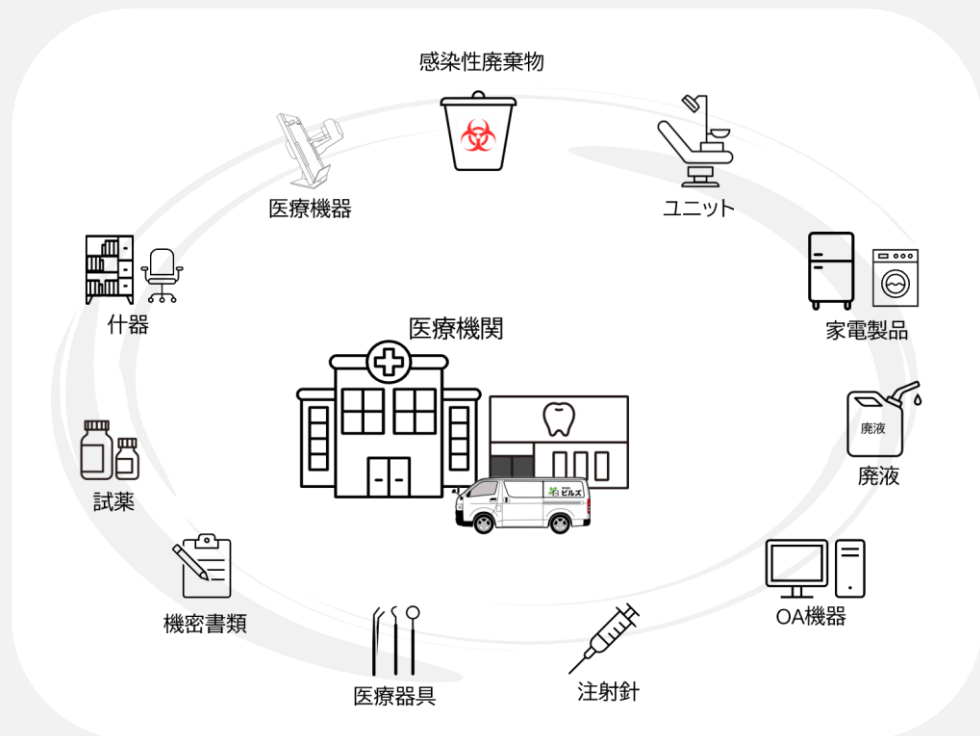 感染性廃棄物
医療機器
ユニット
什器
家電製品
医療機関
試薬
廃液
廃液
ビルズ
機密書類
OA機器
医療器具
注射針